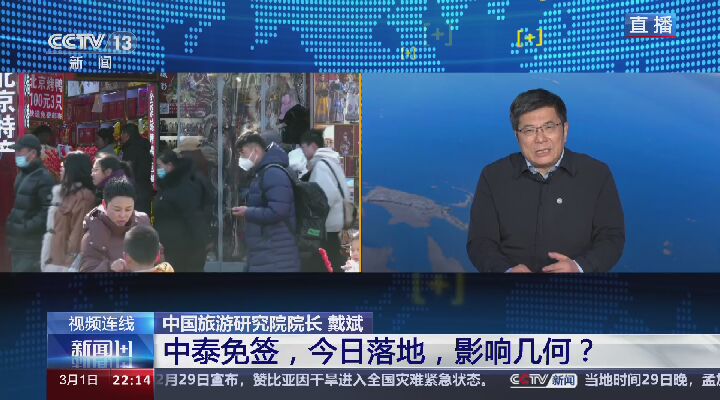 CCTV 13
新闻
直播
北京烤鸭
100元3只
北京特产
视频连线
中国旅游研究院院长 戴斌
新闻1+1
中泰免签，今日落地，影响几何？
3月1日 22:14 2月29日宣布，赞比亚因干旱进入全国灾难紧急状态。 CCTV 新闻 当地时间29日晚，孟加